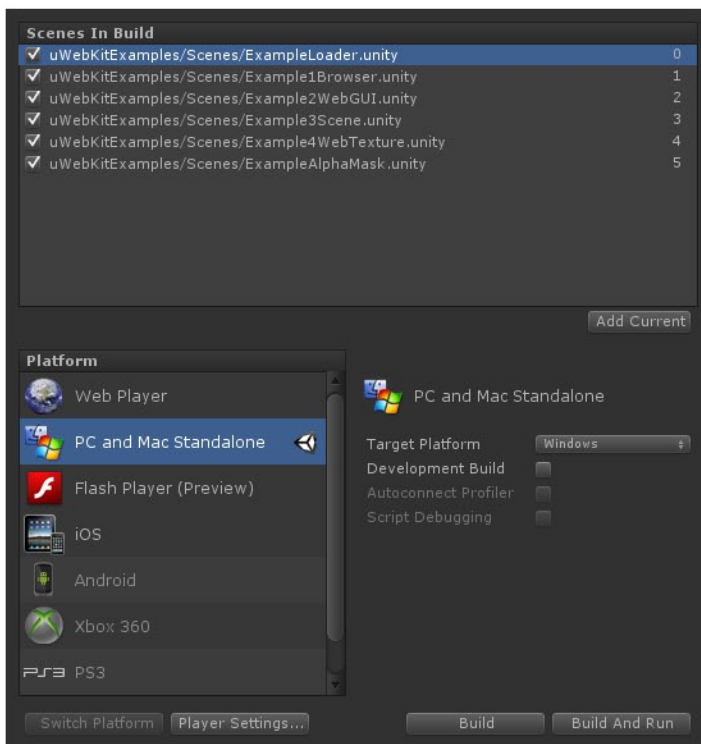 Scenes In Build
uWebKitExamples/Scenes/ExampleLoader.unity 0
uWebKitExamples/Scenes/Example1Browser.unity 1
uWebKitExamples/Scenes/Example2WebGUI.unity 2
uWebKitExamples/Scenes/Example3Scene.unity 3
uWebKitExamples/Scenes/Example4WebTexture.unity 4
uWebKitExamples/Scenes/ExampleAlphaMask.unity 5
Add Current
Platform
Web Player
PC and Mac Standalone
Flash Player (Preview)
iOS
Android
Xbox 360
PS3 PS3
PC and Mac Standalone
Target Platform Windows
Development Build
Autoconnect Profiler
Script Debugging
Switch Platform Player Settings... Build Build And Run